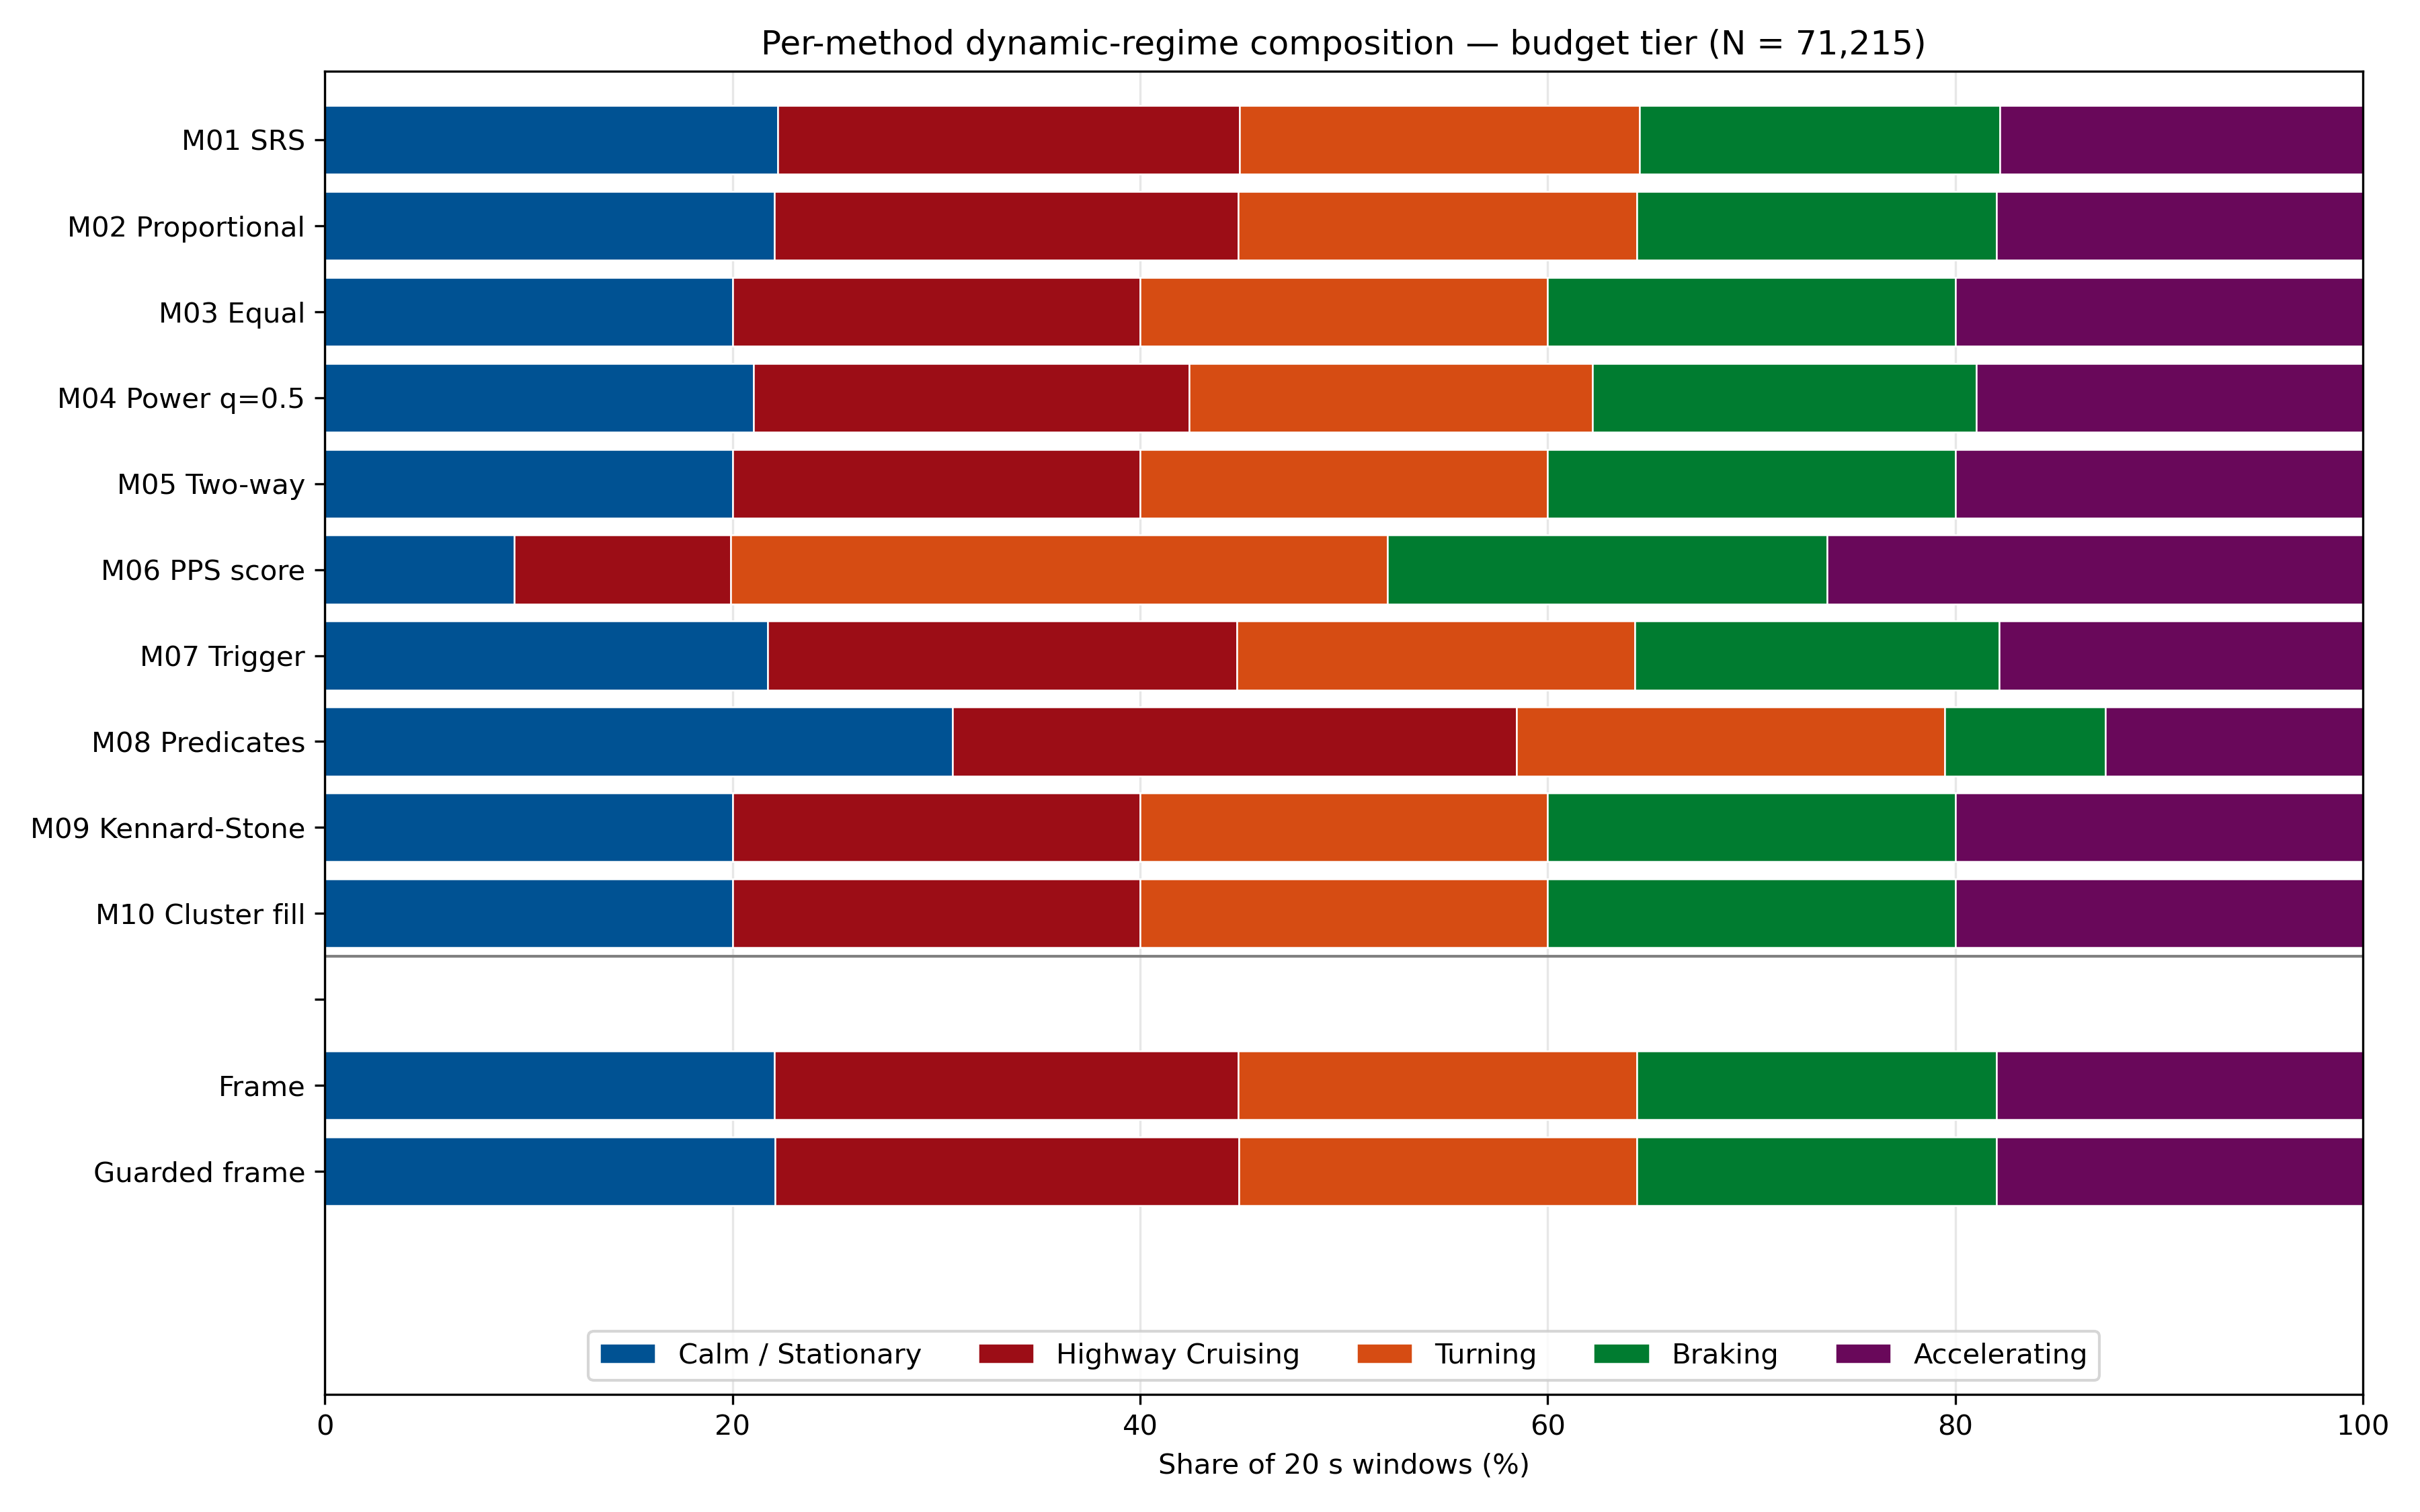 Per-method dynamic-regime composition — budget tier (N = 71,215)
M01 SRS
M02 Proportional
M03 Equal
M04 Power q=0.5
M05 Two-way
M06 PPS score
M07 Trigger
M08 Predicates
M09 Kennard-Stone
M10 Cluster fill
Frame
Guarded frame
Calm / Stationary Highway Cruising Turning Braking Accelerating
0 20 40 60 80 100
Share of 20 s windows (%)